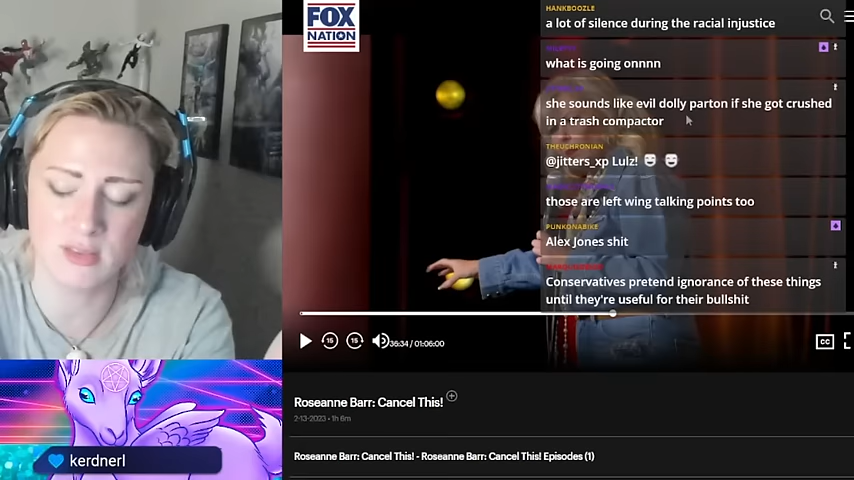 FOX
NATION
HANKBOOZLE
a lot of silence during the racial injustice
what is going onnnn
she sounds like evil dolly parton if she got crushed
in a trash compactor
THEUCHRONIAN
@jitters_xp Lulz!
those are left wing talking points too
PUNKONABIKE
Alex Jones shit
Conservatives pretend ignorance of these things
until they're useful for their bullshit
15
15
36:34 / 01:06:00
CC
Roseanne Barr: Cancel This!
2-13-2023 • 1h 6m
Roseanne Barr: Cancel This! - Roseanne Barr: Cancel This! Episodes (1)
kerdnerl